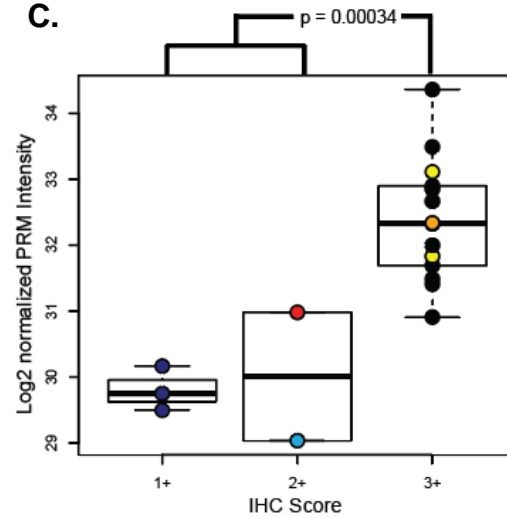 C.
p = 0.00034
Log2 normalized PRM Intensity
34
33
32
31
30
29
1+ 2+ 3+
IHC Score